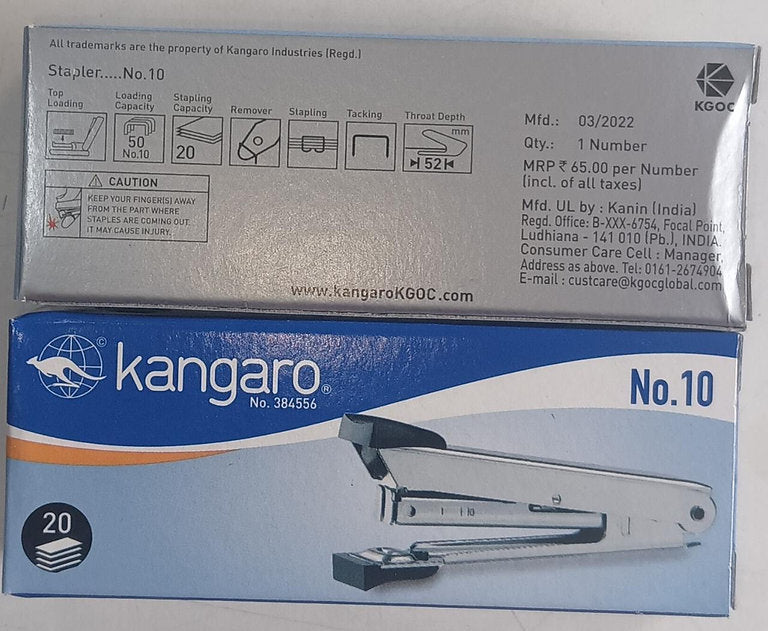 All trademarks are the property of Kangaro Industries (Regd.)
Stapler.....No.10
Top Loading
Loading Capacity
50
No.10
Stapling Capacity
20
Remover
Stapling
Tacking
Throat Depth
mm
52
CAUTION
KEEP YOUR FINGER(S) AWAY
FROM THE PART WHERE
STAPLES ARE COMING OUT.
IT MAY CAUSE INJURY.
www.kangaroKGOC.com
KGOC
Mfd.: 03/2022
Qty.: 1 Number
MRP ₹ 65.00 per Number
(incl. of all taxes)
Mfd. UL by : Kanin (India)
Regd. Office: B-XXX-6754, Focal Point,
Ludhiana - 141 010 (Pb.), INDIA.
Consumer Care Cell : Manager,
Address as above. Tel: 0161-2674904
E-mail : custcare@kgocglobal.com
©
kangaro®
No. 384556
No.10
20